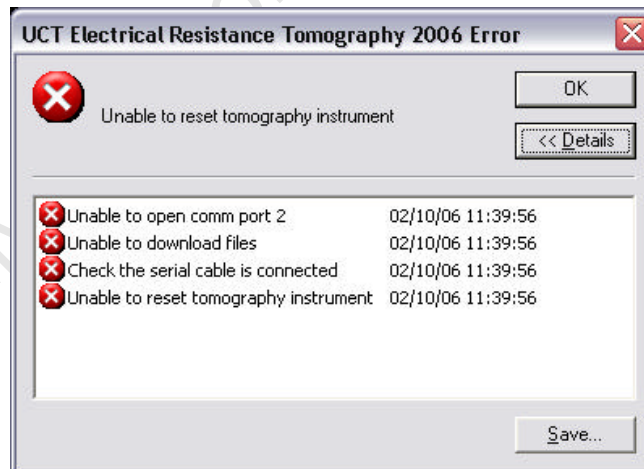 UCT Electrical Resistance Tomography 2006 Error
Unable to reset tomography instrument
OK
<< Details
Unable to open comm port 2 02/10/06 11:39:56
Unable to download files 02/10/06 11:39:56
Check the serial cable is connected 02/10/06 11:39:56
Unable to reset tomography instrument 02/10/06 11:39:56
Save...